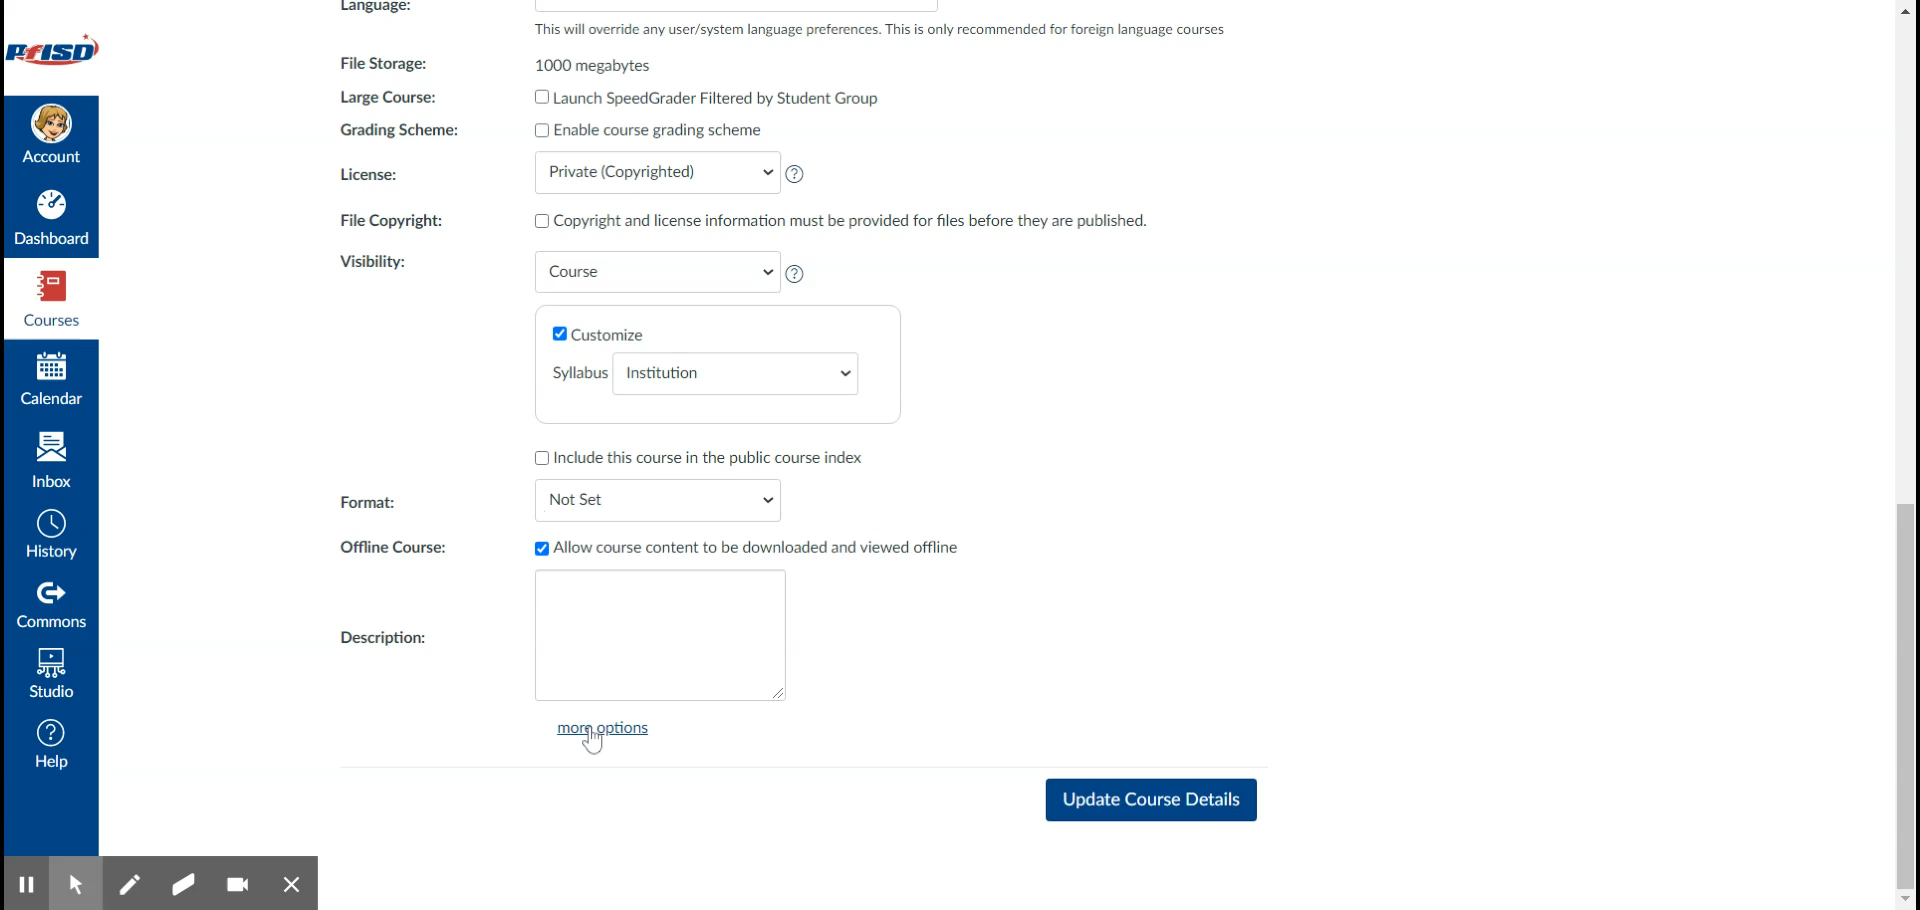 Language:
This will override any user/system language preferences. This is only recommended for foreign language courses
PfISD
File Storage: 1000 megabytes
Large Course: Launch SpeedGrader Filtered by Student Group
Grading Scheme: Enable course grading scheme
License: Private (Copyrighted) ?
File Copyright: Copyright and license information must be provided for files before they are published.
Visibility: Course ?
Customize
Syllabus Institution
Include this course in the public course index
Format: Not Set
Offline Course: Allow course content to be downloaded and viewed offline
Description:
more options
Update Course Details
Account
Dashboard
Courses
Calendar
Inbox
History
Commons
Studio
?
Help